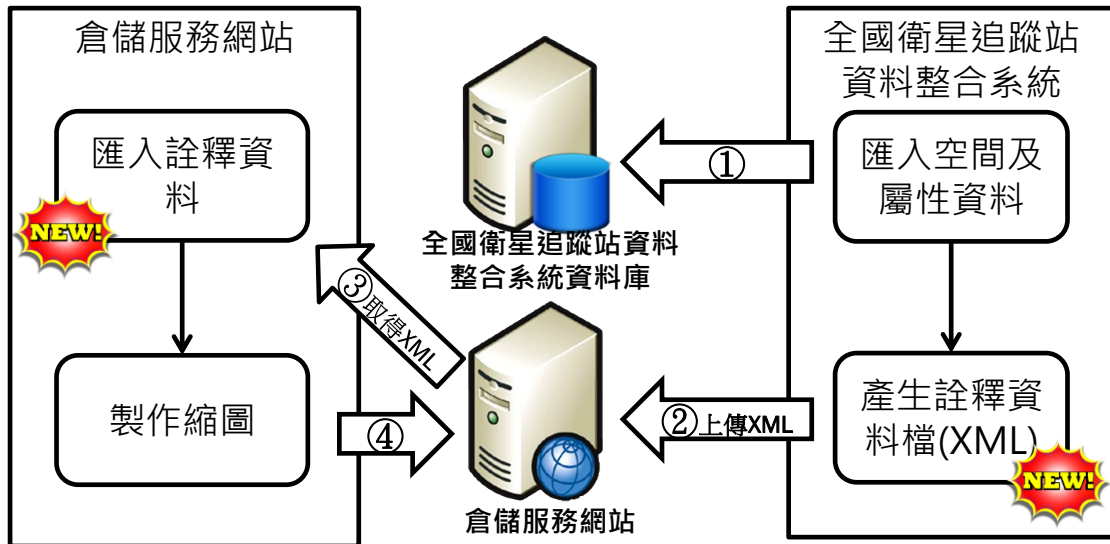 倉儲服務網站
匯入詮釋資
料
NEW!
製作縮圖
全國衛星追蹤站資料
整合系統資料庫
①
③取得XML
②上傳XML
④
倉儲服務網站
全國衛星追蹤站
資料整合系統
匯入空間及
屬性資料
產生詮釋資
料檔(XML)
NEW!